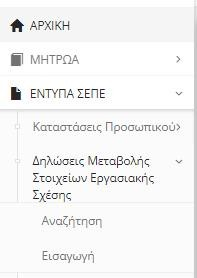 ΑΡΧΙΚΗ
ΜΗΤΡΩΑ
ΕΝΤΥΠΑ ΣΕΠΕ
Καταστάσεις Προσωπικού
Δηλώσεις Μεταβολής
Στοιχείων Εργασιακής
Σχέσης
Αναζήτηση
Εισαγωγή